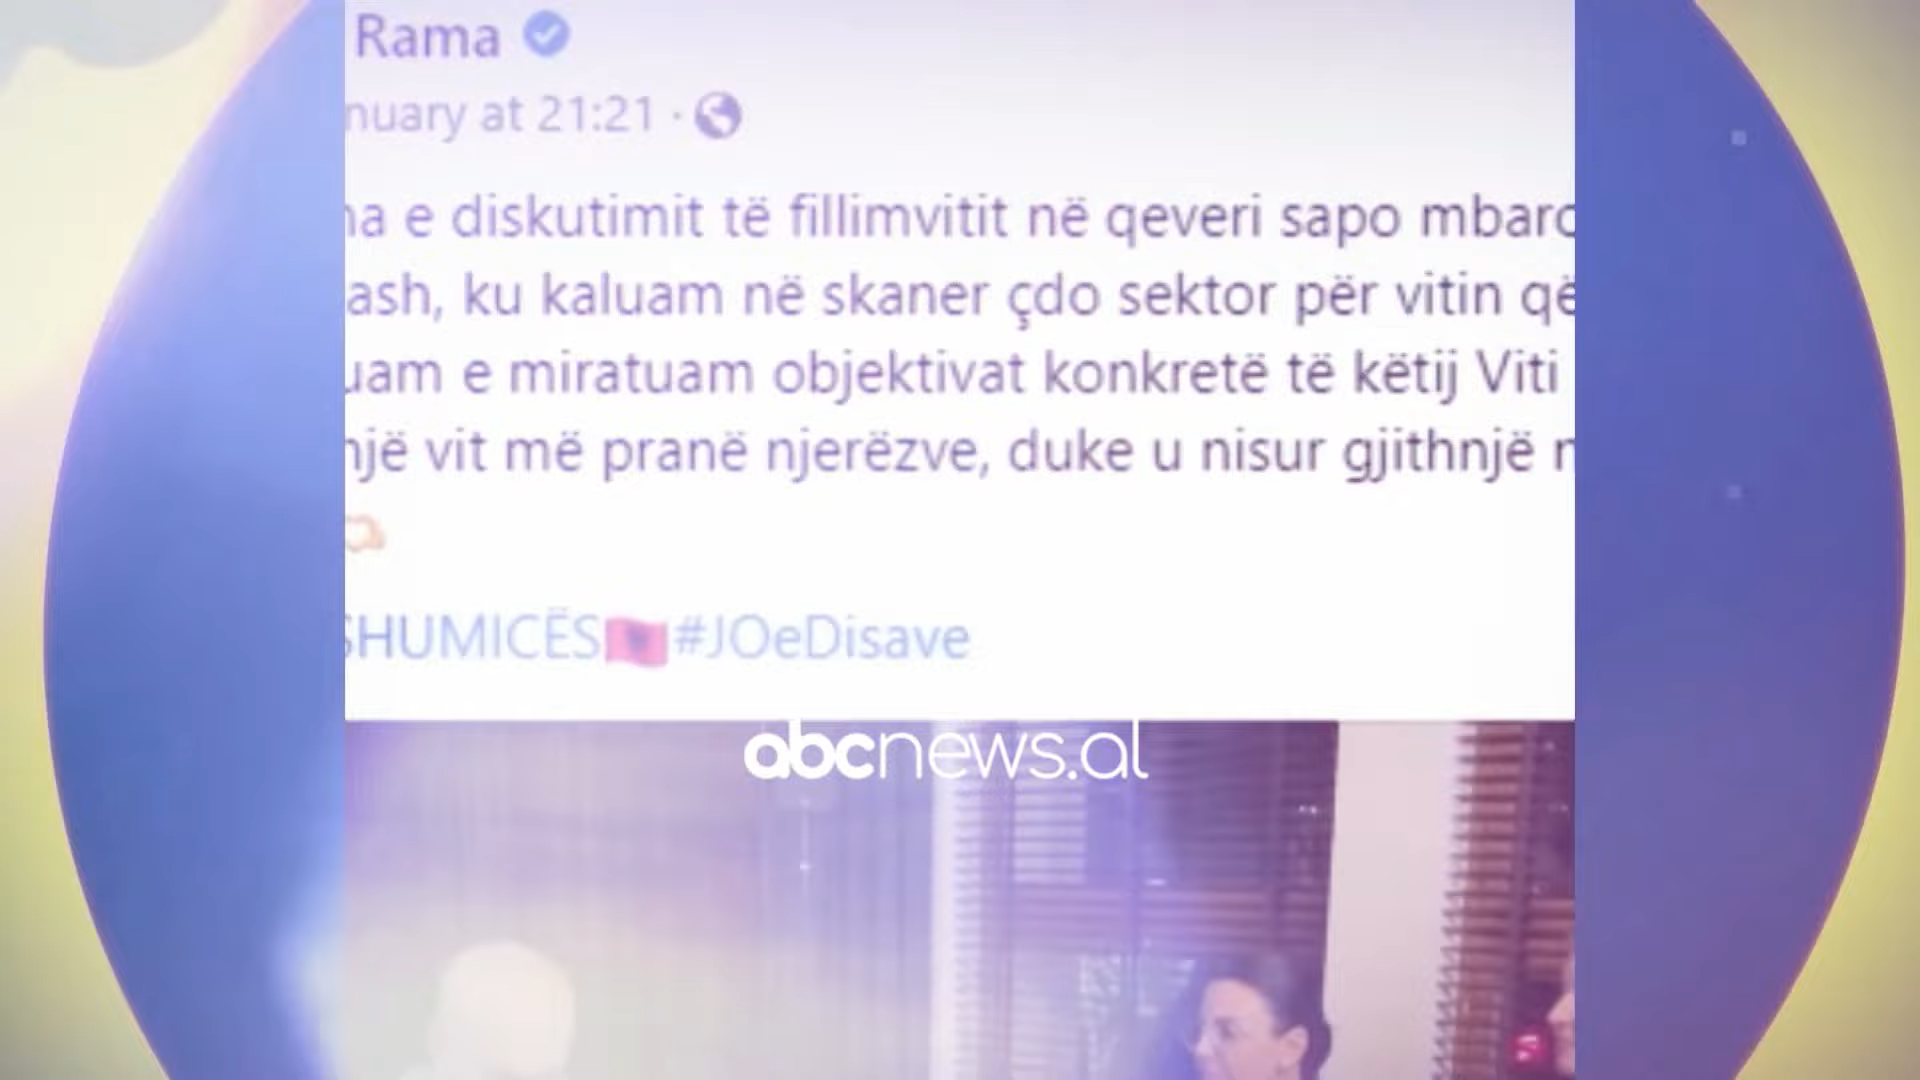 Rama
nuary at 21:21 ·
na e diskutimit të fillimvitit në qeveri sapo mbaro
ash, ku kaluam në skaner çdo sektor për vitin që
uam e miratuam objektivat konkretë të këtij Viti
një vit më pranë njerëzve, duke u nisur gjithnjë n
SHUMICËS #JOeDisave
abcnews.al